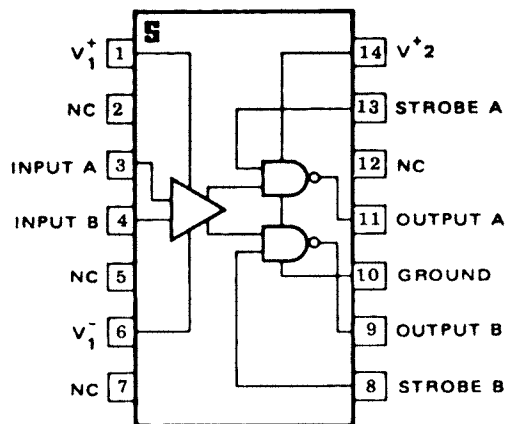 S
V₁⁺ 1
NC 2
INPUT A 3
INPUT B 4
NC 5
V₁⁻ 6
NC 7
14 V⁺2
13 STROBE A
12 NC
11 OUTPUT A
10 GROUND
9 OUTPUT B
8 STROBE B